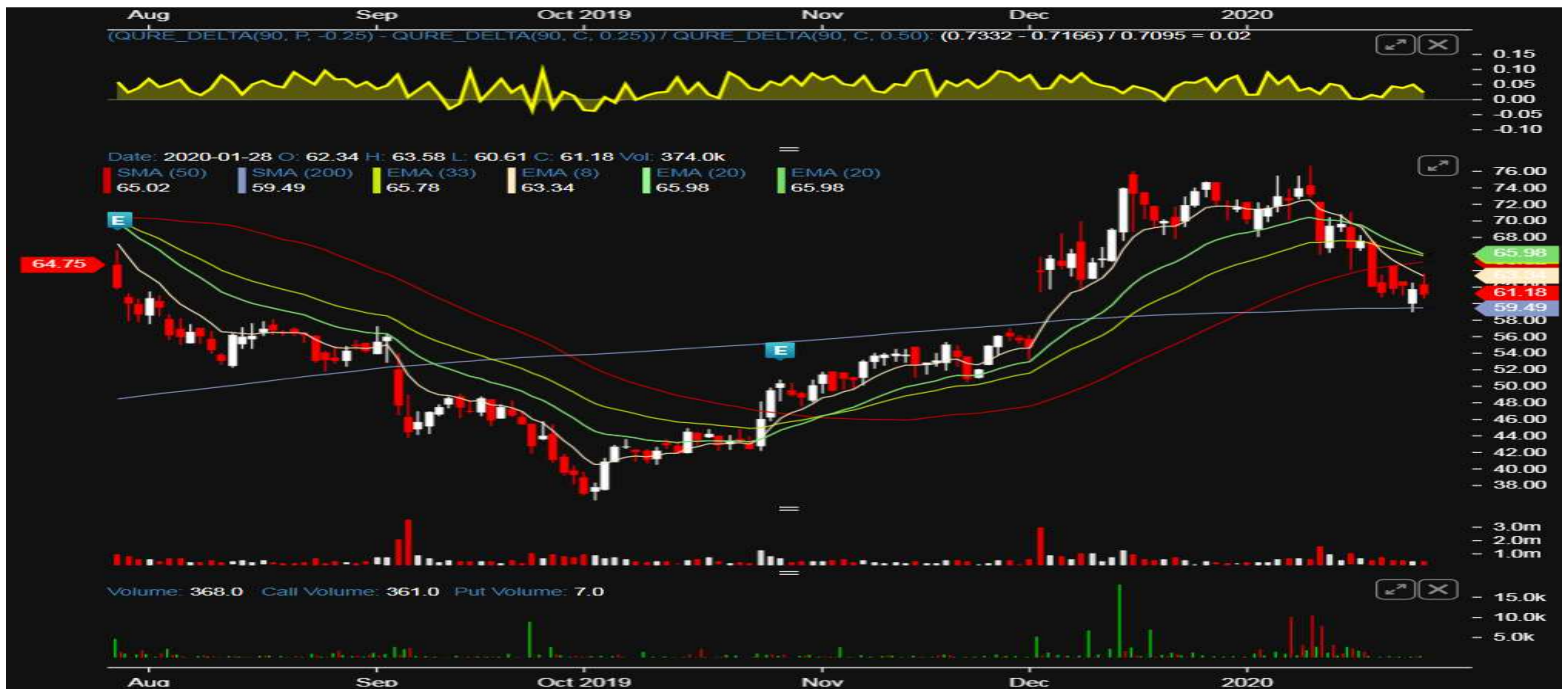 Aug Sep Oct 2019 Nov Dec 2020
(QURE_DELTA(90, P, -0.25) - QURE_DELTA(90, C, 0.25)) / QURE_DELTA(90, C, 0.50): (0.7332 - 0.7166) / 0.7095 = 0.02
0.15
0.10
0.05
0.00
-0.05
-0.10
Date: 2020-01-28 O: 62.34 H: 63.58 L: 60.61 C: 61.18 Vol: 374.0k
SMA (50) SMA (200) EMA (33) EMA (8) EMA (20) EMA (20)
65.02 59.49 65.78 63.34 65.98 65.98
76.00
74.00
72.00
E
70.00
68.00
65.98
64.75
61.18
59.49
58.00
56.00
E
54.00
52.00
50.00
48.00
46.00
44.00
42.00
40.00
38.00
3.0m
2.0m
1.0m
Volume: 368.0 Call Volume: 361.0 Put Volume: 7.0
15.0k
10.0k
5.0k
Aug Sep Oct 2019 Nov Dec 2020